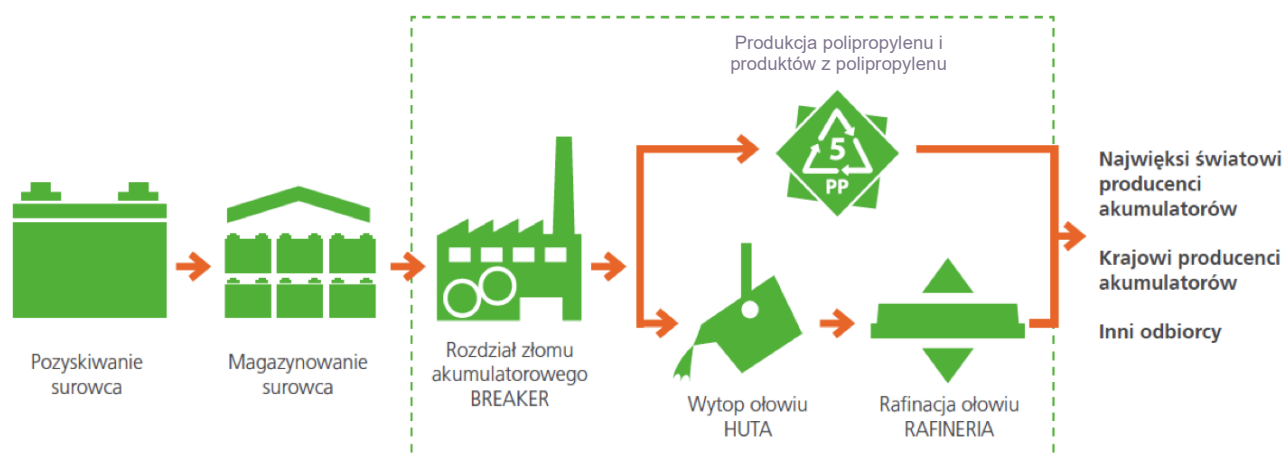 Produkcja polipropylenu i
produktów z polipropylenu
5
PP
Najwięksi światowi
producenci
akumulatorów
Krajowi producenci
akumulatorów
Inni odbiorcy
Pozyskiwanie
surowca
Magazynowanie
surowca
Rozdział złomu
akumulatorowego
BREAKER
Wytop ołowiu
HUTA
Rafinacja ołowiu
RAFINERIA